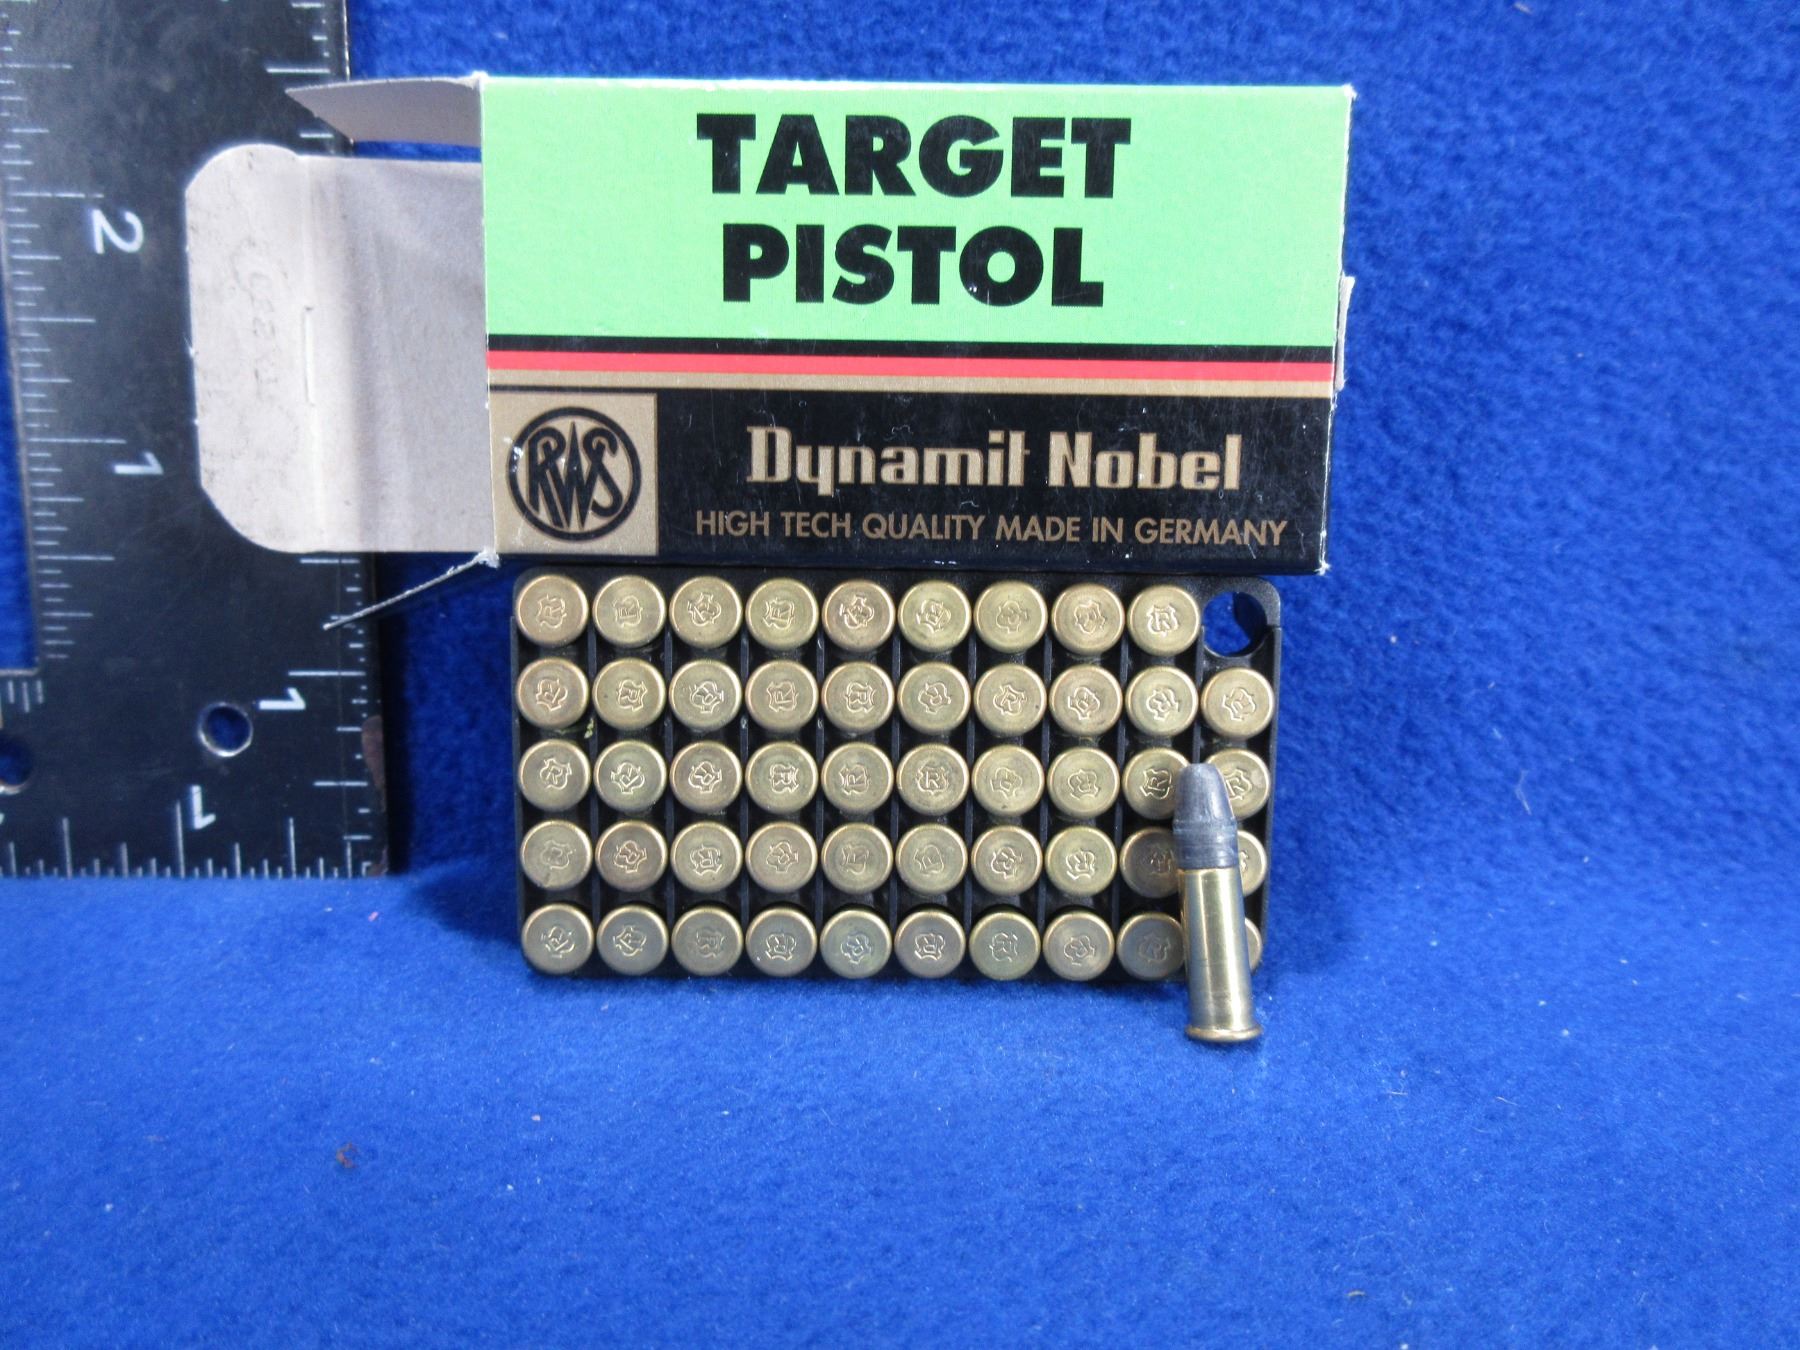 TARGET
PISTOL
RWS
Dynamit Nobel
HIGH TECH QUALITY MADE IN GERMANY
2
1
1
1
R